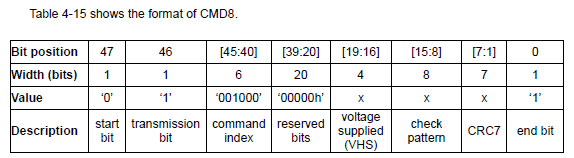 Table 4-15 shows the format of CMD8.
Bit position 47 46 [45:40] [39:20] [19:16] [15:8] [7:1] 0
Width (bits) 1 1 6 20 4 8 7 1
Value ‘0’ ‘1’ ‘001000’ ‘00000h’ x x x ‘1’
Description start bit transmission bit command index reserved bits voltage supplied (VHS) check pattern CRC7 end bit